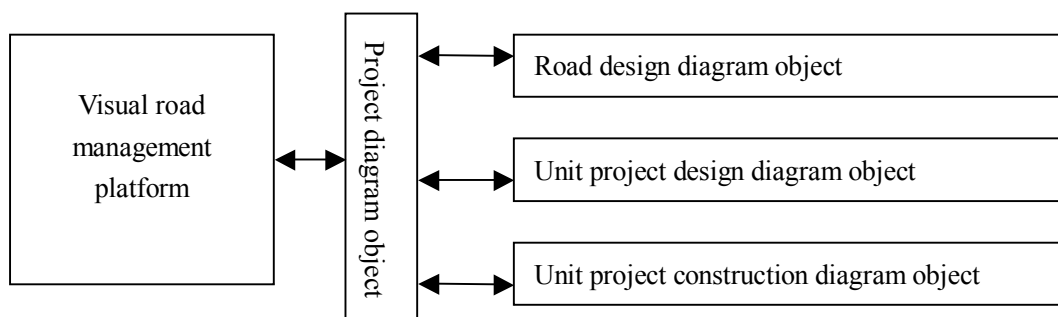 Visual road
management
platform
Project diagram object
Road design diagram object
Unit project design diagram object
Unit project construction diagram object